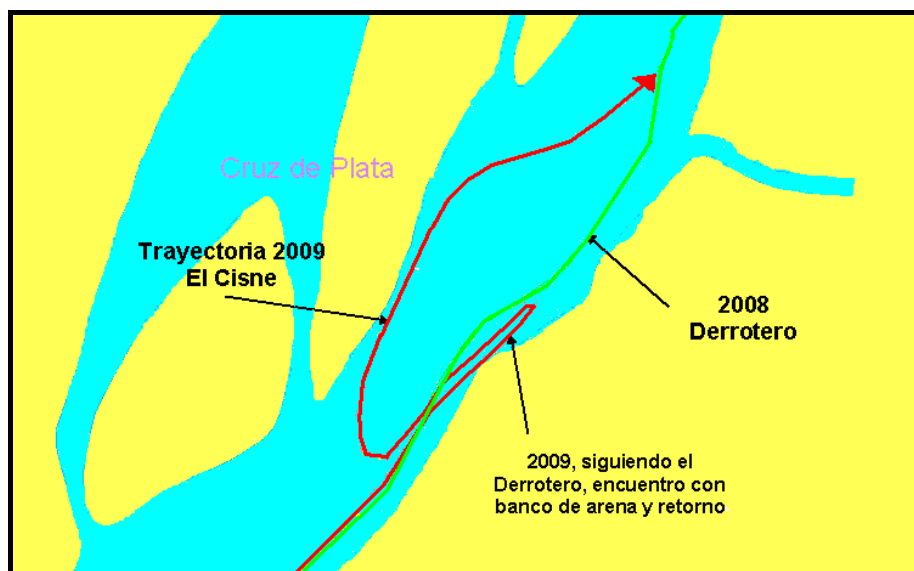 Cruz de Plata
Trayectoria 2009
El Cisne
2008
Derrotero
2009, siguiendo el
Derrotero, encuentro con
banco de arena y retorno